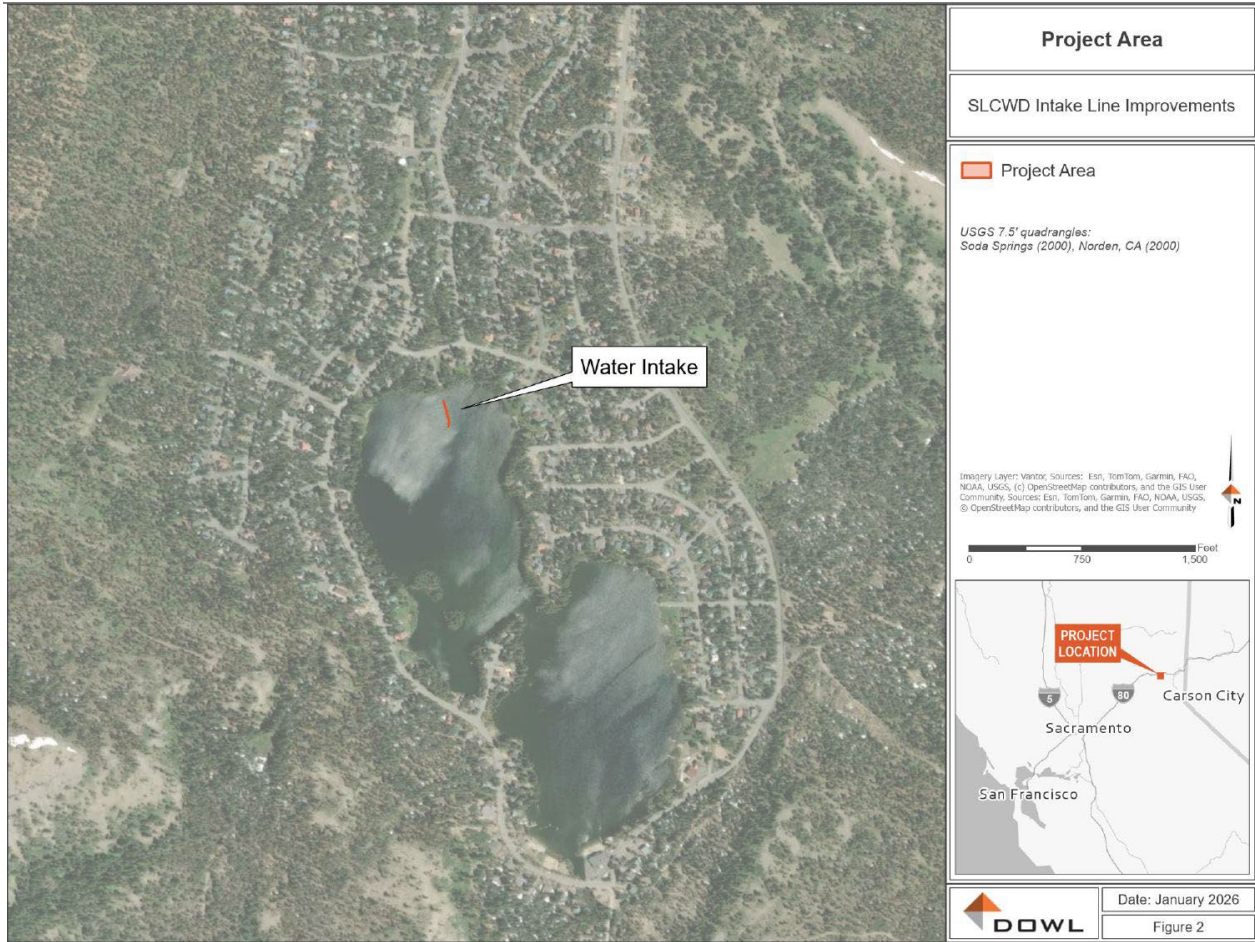 Project Area
SLCWD Intake Line Improvements
Project Area
USGS 7.5' quadrangles:
Soda Springs (2000), Norden, CA (2000)
Water Intake
Imagery Layer: Vantor, Sources: Esri, TomTom, Garmin, FAO,
NOAA, USGS, (c) OpenStreetMap contributors, and the GIS User
Community, Sources: Esri, TomTom, Garmin, FAO, NOAA, USGS,
© OpenStreetMap contributors, and the GIS User Community
N
Feet
0 750 1,500
PROJECT
LOCATION
5
80
Carson City
Sacramento
San Francisco
DOWL
Date: January 2026
Figure 2